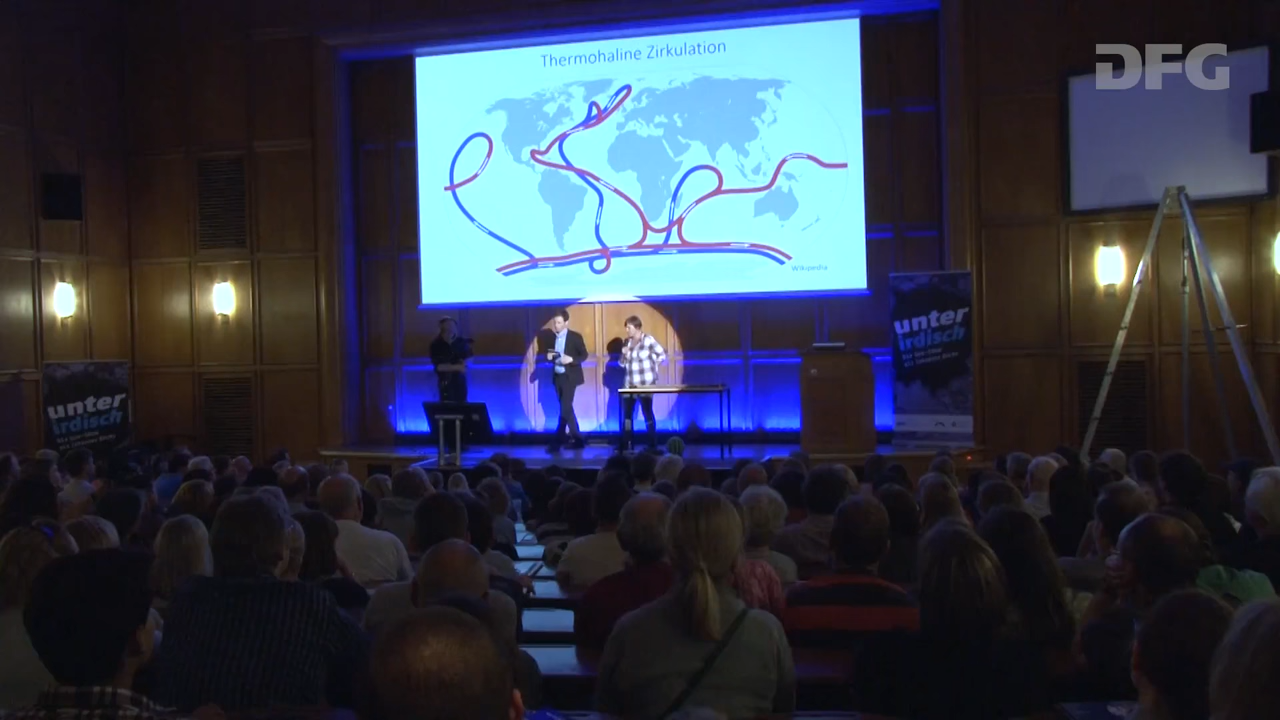 Thermohaline Zirkulation
DFG
Wikipedia
unter
irdisch
unter
irdisch